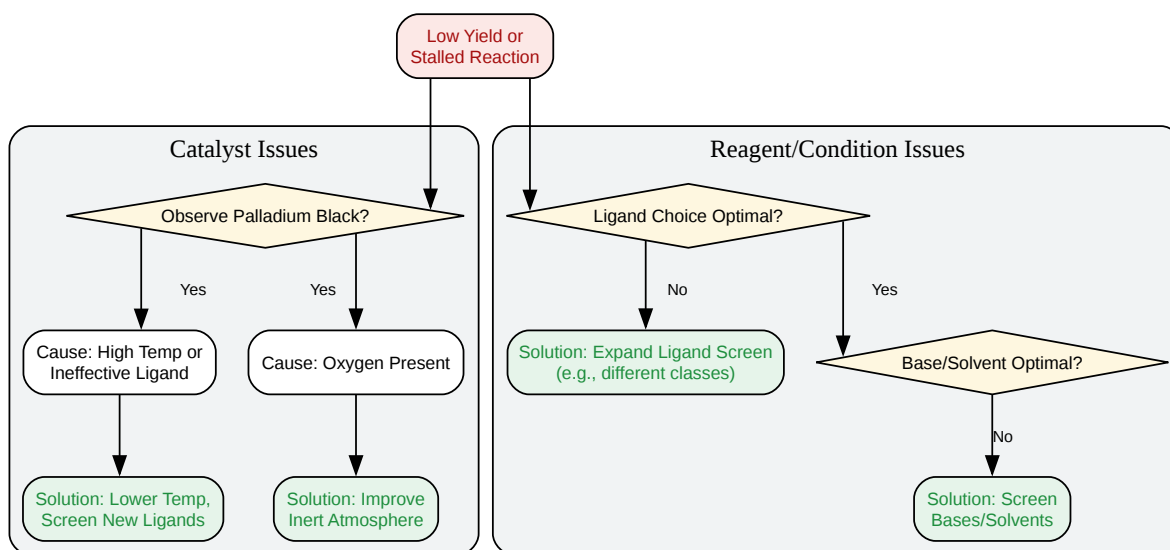 Low Yield or
Stalled Reaction
Catalyst Issues
Reagent/Condition Issues
Observe Palladium Black?
Ligand Choice Optimal?
Yes
Yes
No
Yes
Cause: High Temp or
Ineffective Ligand
Cause: Oxygen Present
Solution: Expand Ligand Screen
(e.g., different classes)
Base/Solvent Optimal?
No
Solution: Lower Temp,
Screen New Ligands
Solution: Improve
Inert Atmosphere
Solution: Screen
Bases/Solvents